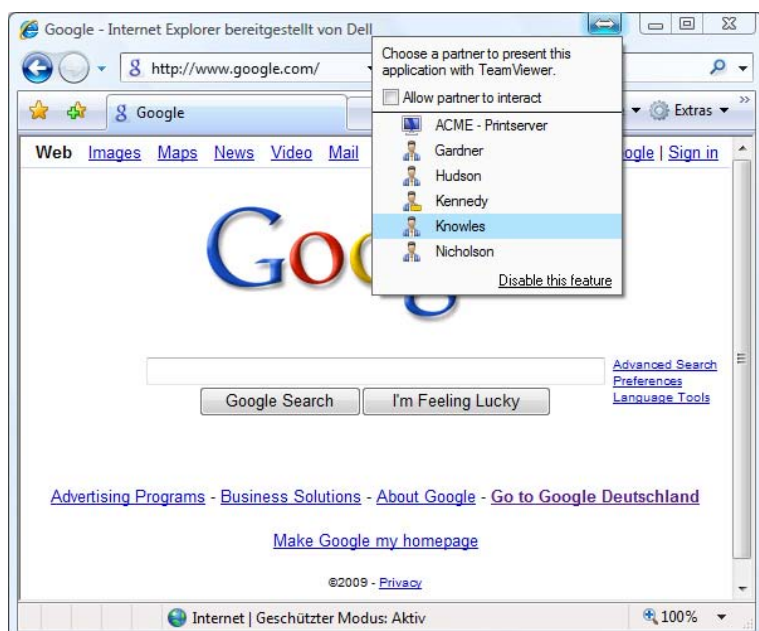 Google - Internet Explorer bereitgestellt von Dell
Choose a partner to present this
application with TeamViewer.
Allow partner to interact
ACME - Printserver
Gardner
Hudson
Kennedy
Knowles
Nicholson
Disable this feature
http://www.google.com/
Google
Extras
Web Images Maps News Video Mail
ogle | Sign in
Goog
Advanced Search
Preferences
Language Tools
Google Search I'm Feeling Lucky
Advertising Programs - Business Solutions - About Google - Go to Google Deutschland
Make Google my homepage
©2009 - Privacy
Internet | Geschützter Modus: Aktiv 100%